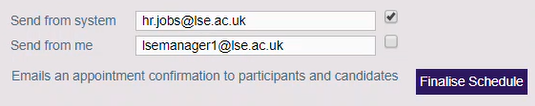 Send from system hr.jobs@lse.ac.uk
Send from me lsemanager1@lse.ac.uk
Emails an appointment confirmation to participants and candidates Finalise Schedule